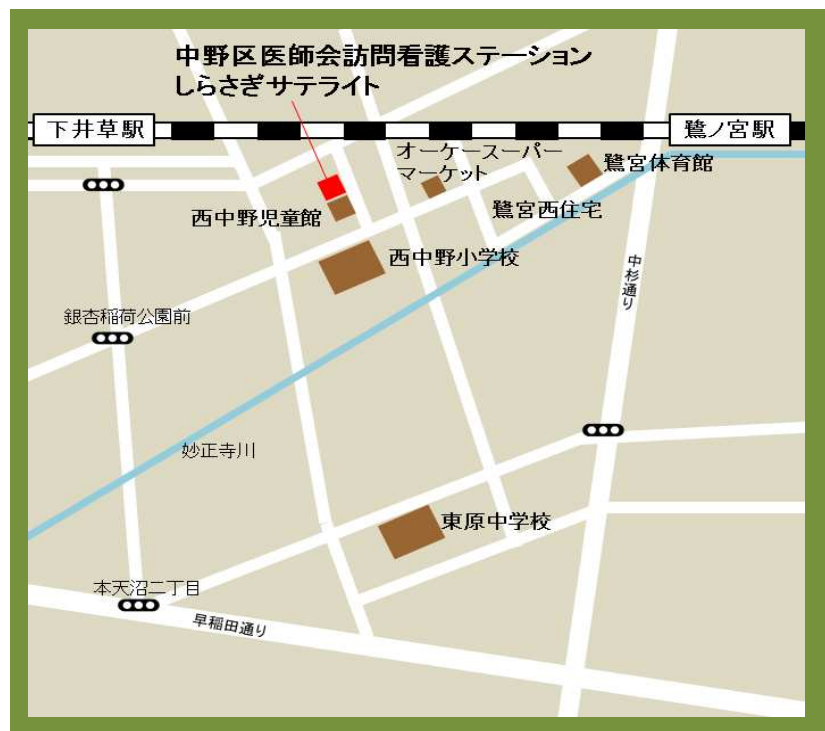 中野区医師会訪問看護ステーション
しらさぎサテライト
下井草駅
鷺ノ宮駅
オーケースーパー
マーケット
鷺宮体育館
西中野児童館
鷺宮西住宅
西中野小学校
中杉通り
銀杏稲荷公園前
妙正寺川
東原中学校
本天沼二丁目
早稲田通り